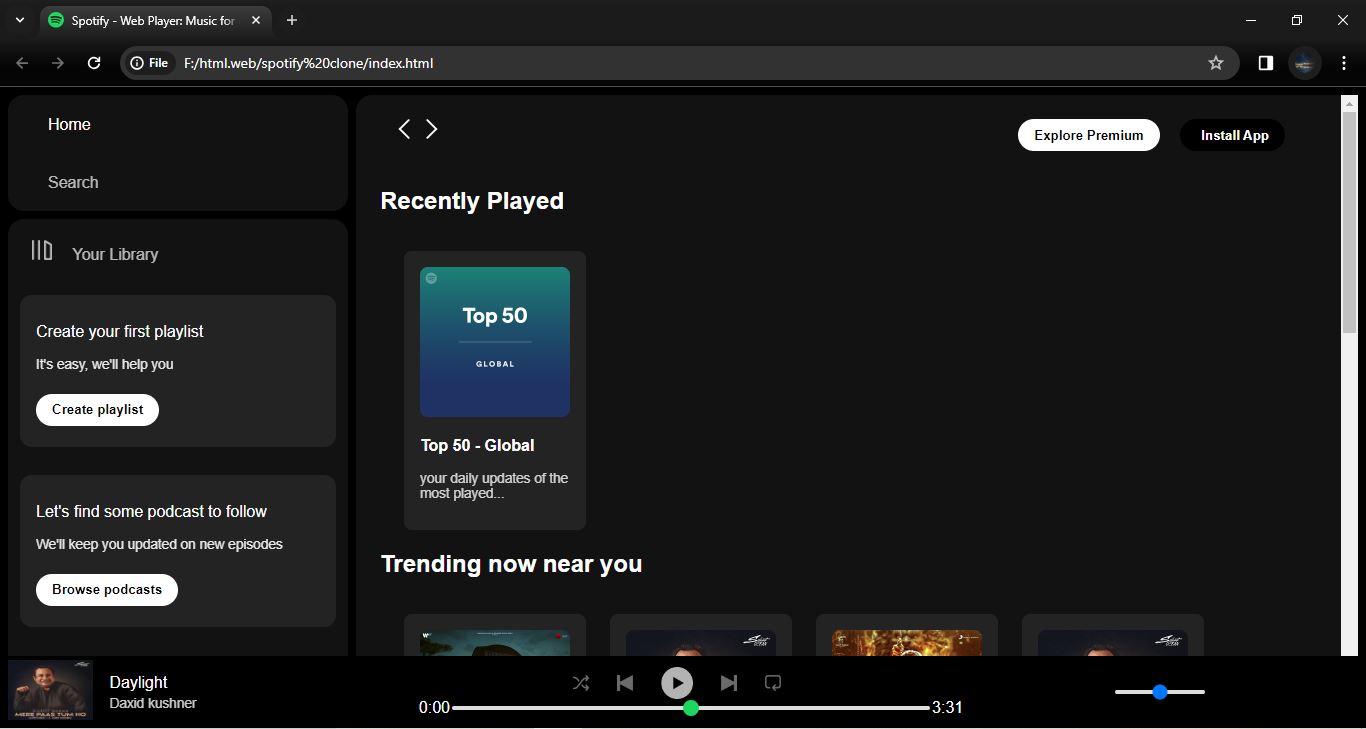 Spotify - Web Player: Music for
File
F:/html.web/spotify%20clone/index.html
Home
Search
Your Library
Create your first playlist
It's easy, we'll help you
Create playlist
Let's find some podcast to follow
We'll keep you updated on new episodes
Browse podcasts
Explore Premium
Install App
Recently Played
Top 50
GLOBAL
Top 50 - Global
your daily updates of the
most played...
Trending now near you
MERE PAAS TUM HO
Daylight
Daxid kushner
0:00
3:31